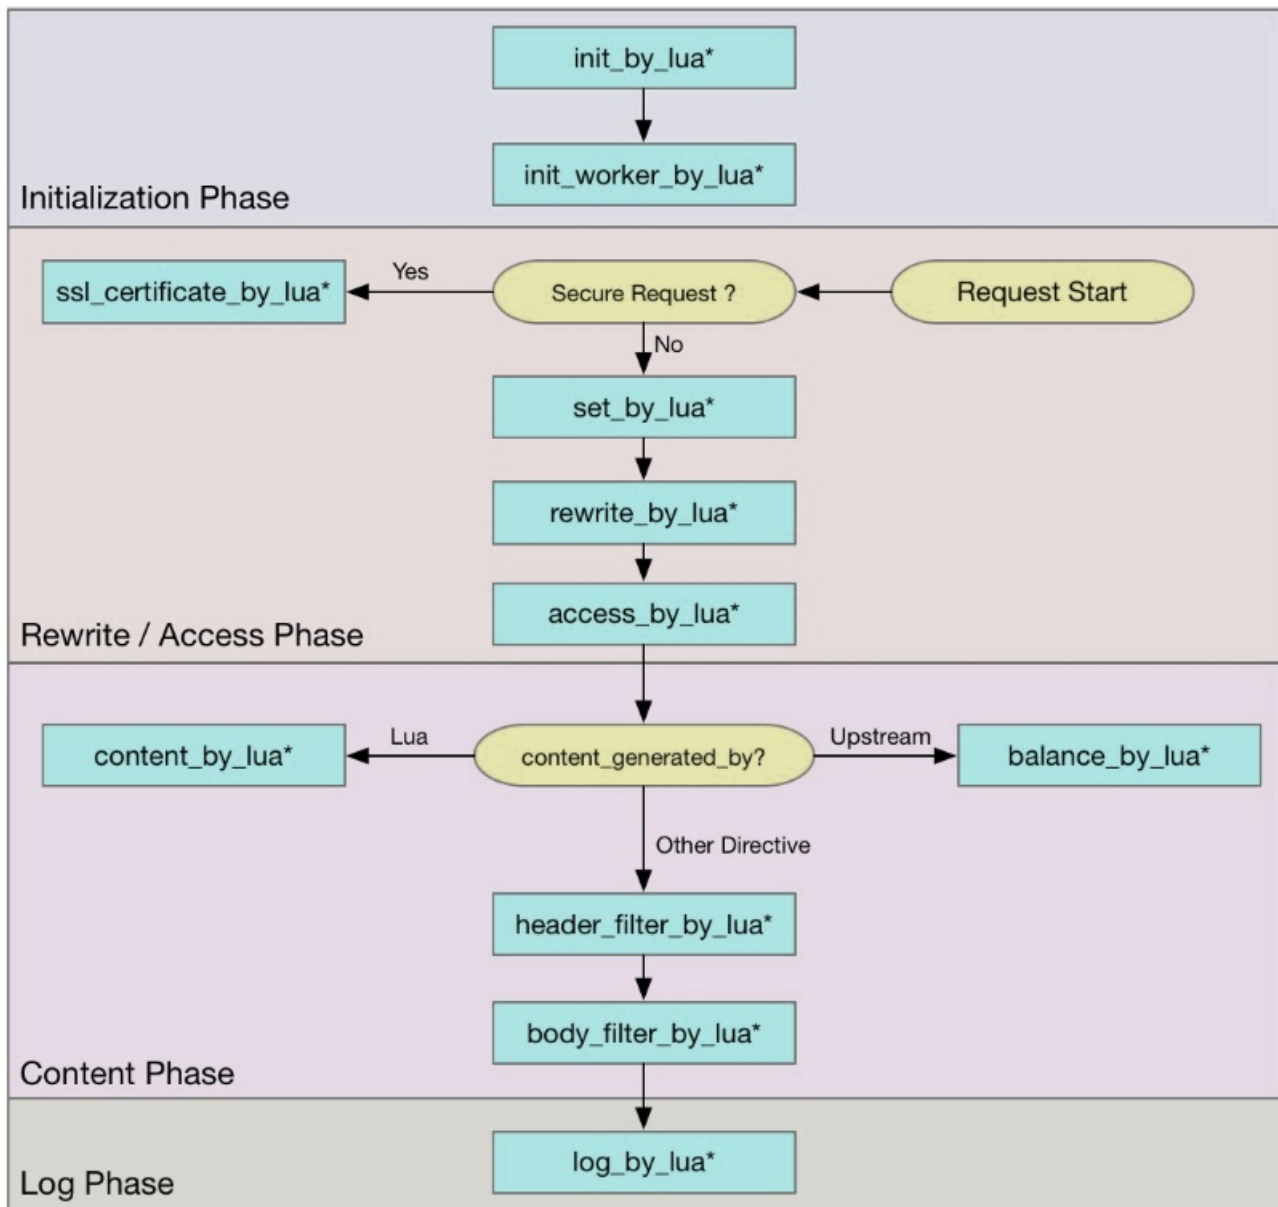 init_by_lua*
init_worker_by_lua*
Initialization Phase
Yes
ssl_certificate_by_lua*
Secure Request ?
Request Start
No
set_by_lua*
rewrite_by_lua*
access_by_lua*
Rewrite / Access Phase
Lua
Upstream
content_by_lua*
content_generated_by?
balance_by_lua*
Other Directive
header_filter_by_lua*
body_filter_by_lua*
Content Phase
log_by_lua*
Log Phase